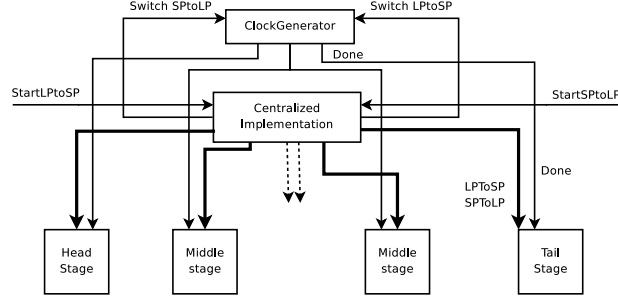 Switch SPtoLP
Switch LPtoSP
ClockGenerator
Done
StartLPtoSP
StartSPtoLP
Centralized
Implementation
Done
LPToSP
SPToLP
Head
Stage
Middle
stage
Middle
stage
Tail
Stage